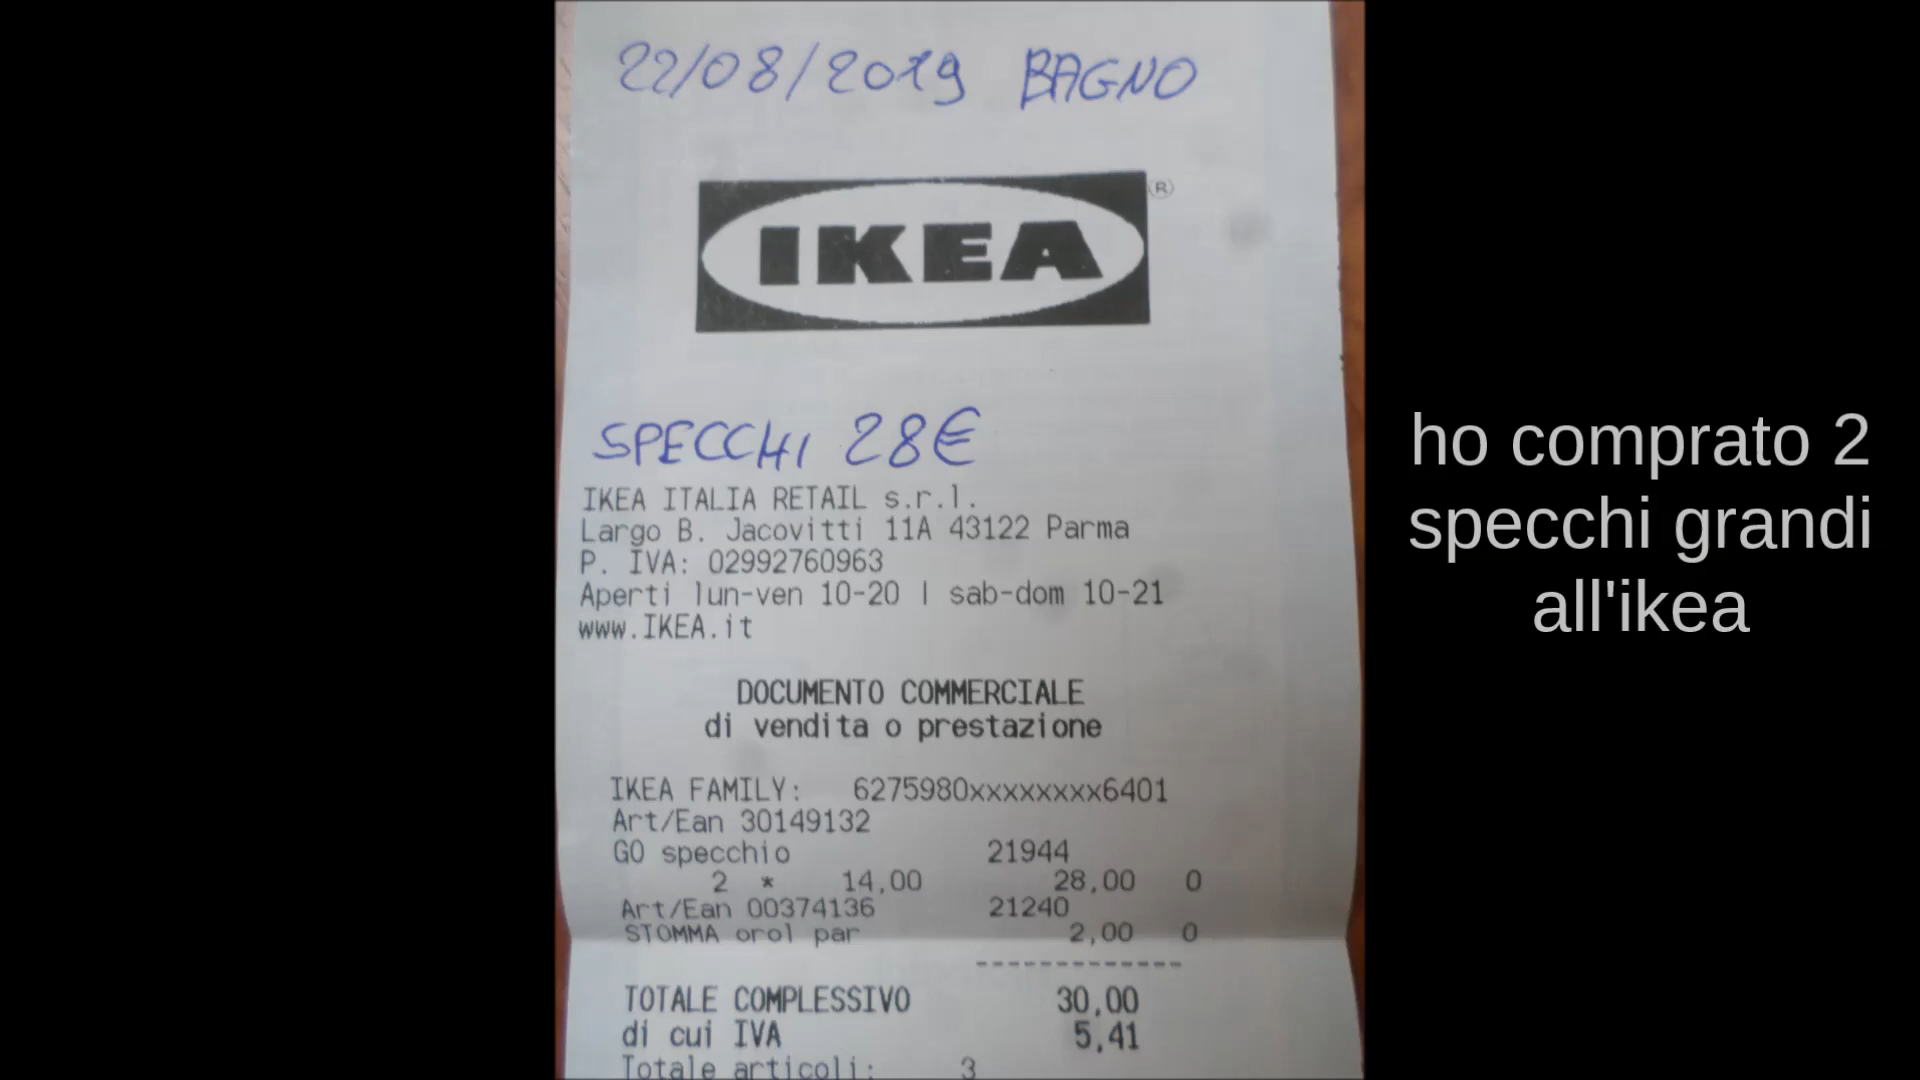 22/08/2019 BAGNO
IKEA ®
SPECCHI 28€
IKEA ITALIA RETAIL s.r.l.
Largo B. Jacovitti 11A 43122 Parma
P. IVA: 02992760963
Aperti lun-ven 10-20 | sab-dom 10-21
www.IKEA.it
DOCUMENTO COMMERCIALE
di vendita o prestazione
IKEA FAMILY: 6275980xxxxxxxx6401
Art/Ean 30149132
GO specchio 21944
2 * 14,00 28,00 0
Art/Ean 00374136 21240
STOMMA orol par 2,00 0
-------------
TOTALE COMPLESSIVO 30,00
di cui IVA 5,41
Totale articoli: 3
ho comprato 2
specchi grandi
all'ikea